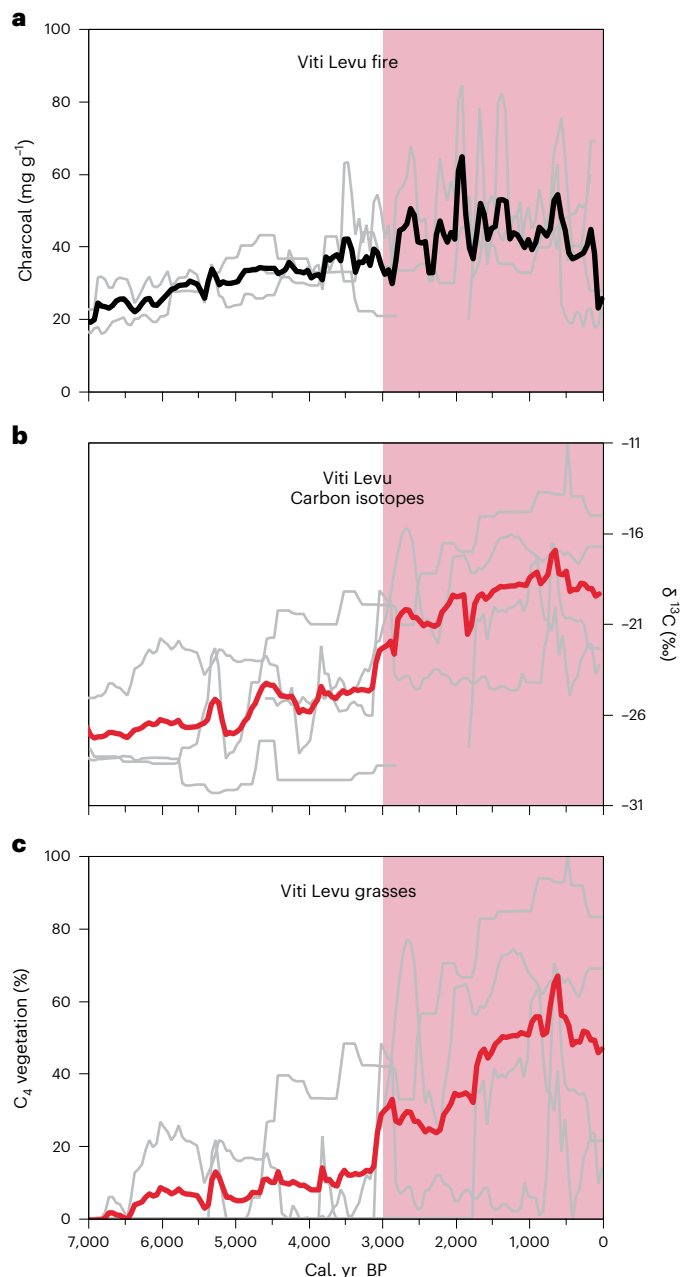 a
100
Viti Levu fire
80
60
40
20
0
Charcoal (mg g⁻¹)
b
Viti Levu
Carbon isotopes
–11
–16
–21
–26
–31
δ ¹³C (‰)
c
100
Viti Levu grasses
80
60
40
20
0
C₄ vegetation (%)
7,000 6,000 5,000 4,000 3,000 2,000 1,000 0
Cal. yr BP